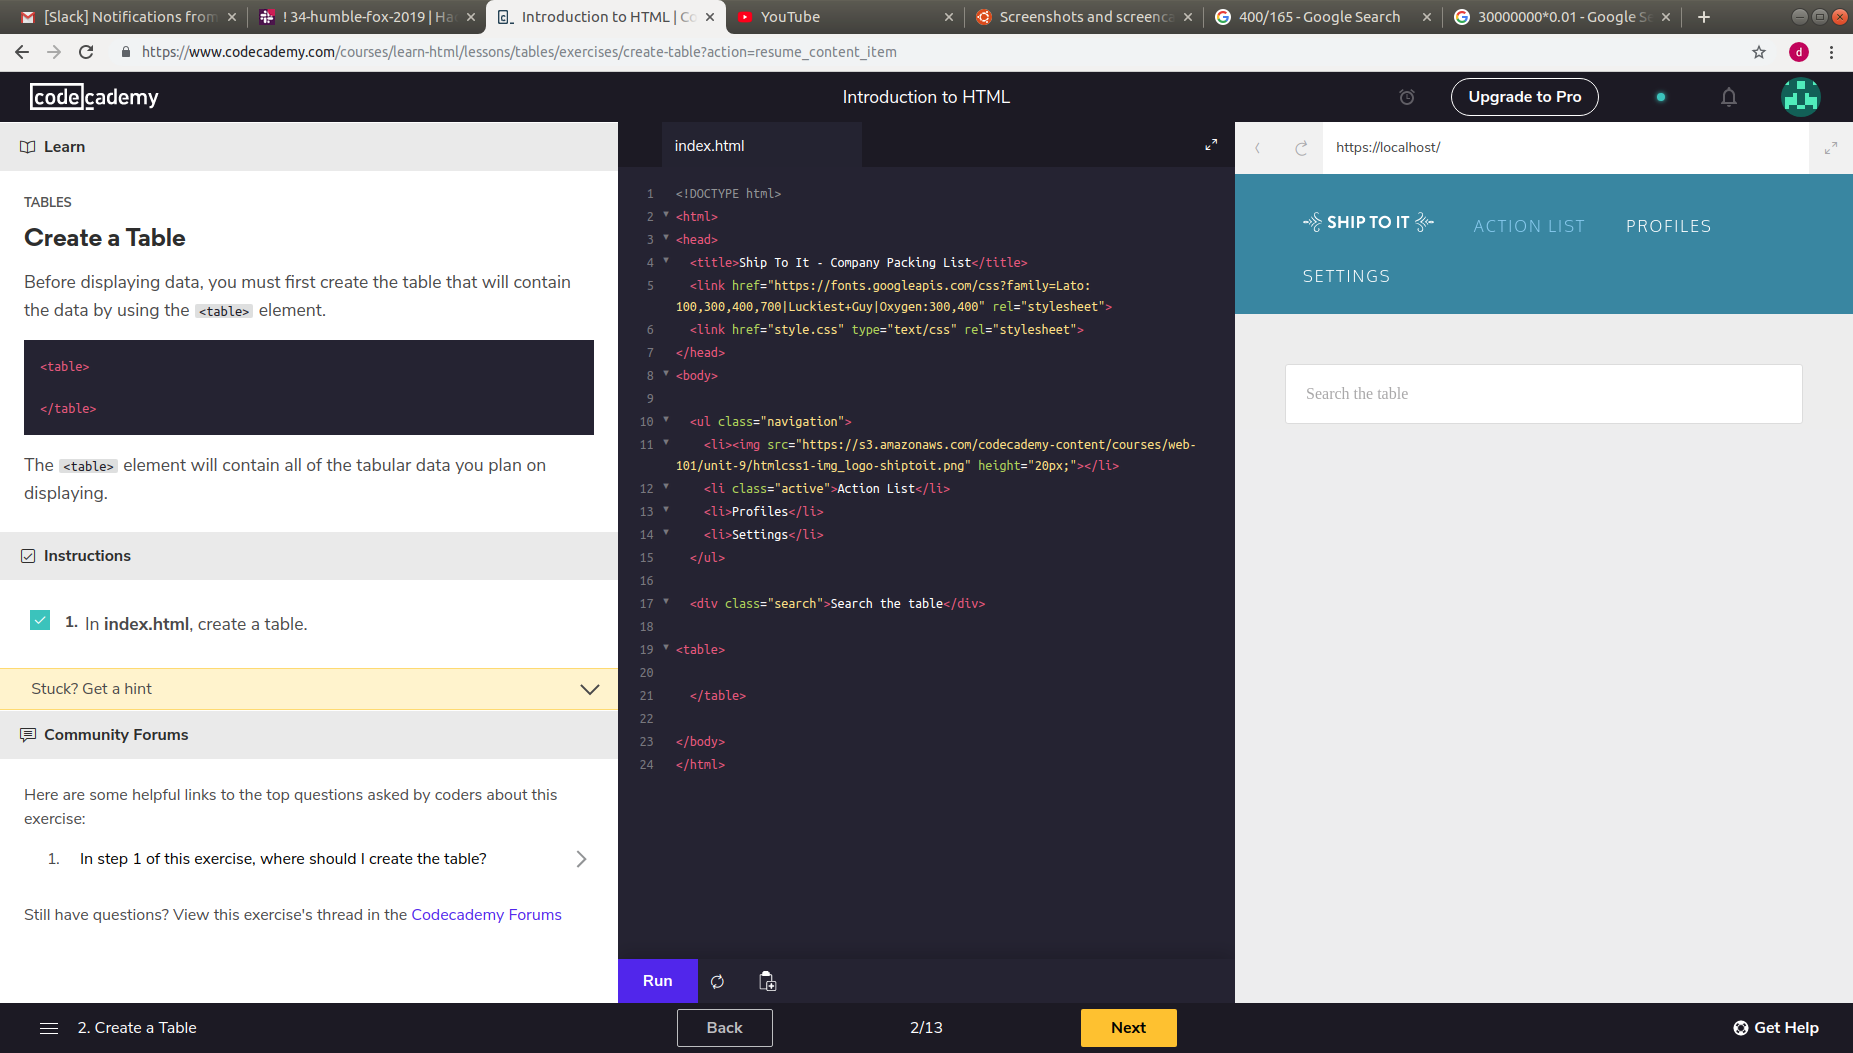 [Slack] Notifications from
! 34-humble-fox-2019 | Ha
Introduction to HTML | Co
YouTube
Screenshots and screenca
400/165 - Google Search
30000000*0.01 - Google Se
https://www.codecademy.com/courses/learn-html/lessons/tables/exercises/create-table?action=resume_content_item
d
codecademy
Introduction to HTML
Upgrade to Pro
Learn
TABLES
Create a Table
Before displaying data, you must first create the table that will contain
the data by using the <table> element.
<table>
</table>
The <table> element will contain all of the tabular data you plan on
displaying.
Instructions
1. In index.html, create a table.
Stuck? Get a hint
Community Forums
Here are some helpful links to the top questions asked by coders about this
exercise:
1. In step 1 of this exercise, where should I create the table?
Still have questions? View this exercise's thread in the Codecademy Forums
index.html
1 <!DOCTYPE html>
2 <html>
3 <head>
4 <title>Ship To It - Company Packing List</title>
5 <link href="https://fonts.googleapis.com/css?family=Lato:
100,300,400,700|Luckiest+Guy|Oxygen:300,400" rel="stylesheet">
6 <link href="style.css" type="text/css" rel="stylesheet">
7 </head>
8 <body>
9
10 <ul class="navigation">
11 <li><img src="https://s3.amazonaws.com/codecademy-content/courses/web-
101/unit-9/htmlcss1-img_logo-shiptoit.png" height="20px;"></li>
12 <li class="active">Action List</li>
13 <li>Profiles</li>
14 <li>Settings</li>
15 </ul>
16
17 <div class="search">Search the table</div>
18
19 <table>
20
21 </table>
22
23 </body>
24 </html>
Run
https://localhost/
SHIP TO IT
ACTION LIST
PROFILES
SETTINGS
Search the table
2. Create a Table
Back
2/13
Next
Get Help